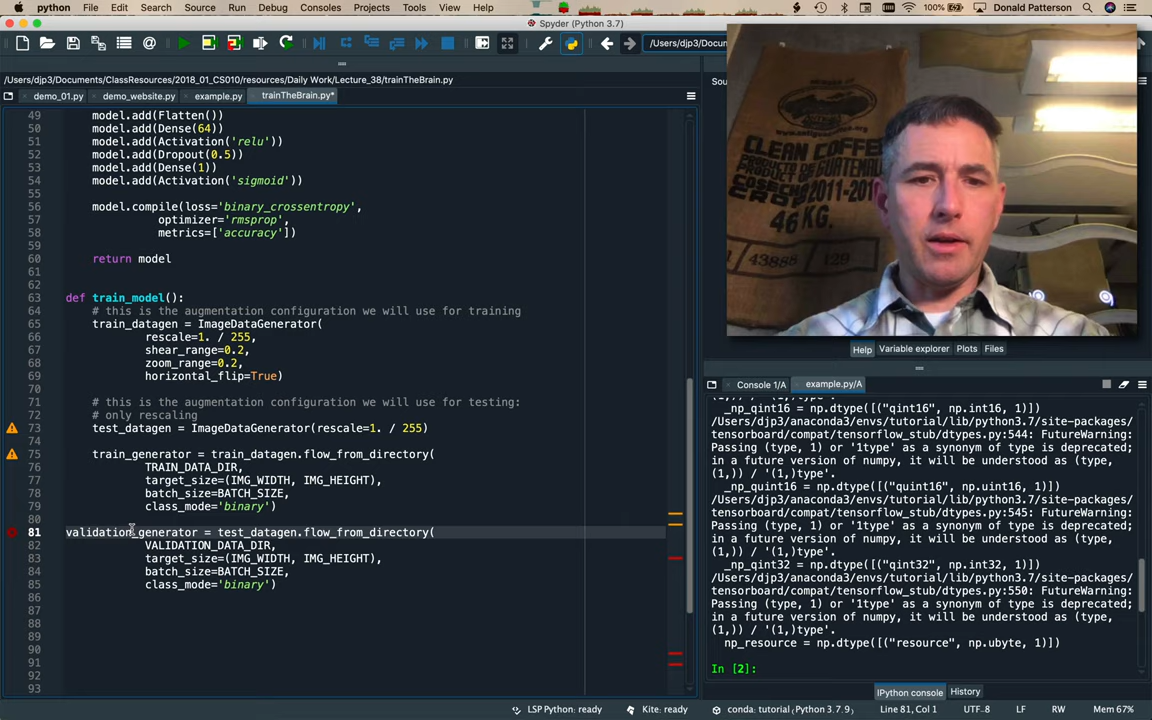 python File Edit Search Source Run Debug Consoles Projects Tools View Help 100% Donald Patterson
Spyder (Python 3.7)
/Users/djp3/Docum
/Users/djp3/Documents/ClassResources/2018_01_CS010/resources/Daily Work/Lecture_38/trainTheBrain.py
demo_01.py demo_website.py example.py trainTheBrain.py*
49 model.add(Flatten())
50 model.add(Dense(64))
51 model.add(Activation('relu'))
52 model.add(Dropout(0.5))
53 model.add(Dense(1))
54 model.add(Activation('sigmoid'))
55
56 model.compile(loss='binary_crossentropy',
57 optimizer='rmsprop',
58 metrics=['accuracy'])
59
60 return model
61
62
63 def train_model():
64 # this is the augmentation configuration we will use for training
65 train_datagen = ImageDataGenerator(
66 rescale=1. / 255,
67 shear_range=0.2,
68 zoom_range=0.2,
69 horizontal_flip=True)
70
71 # this is the augmentation configuration we will use for testing:
72 # only rescaling
73 test_datagen = ImageDataGenerator(rescale=1. / 255)
74
75 train_generator = train_datagen.flow_from_directory(
76 TRAIN_DATA_DIR,
77 target_size=(IMG_WIDTH, IMG_HEIGHT),
78 batch_size=BATCH_SIZE,
79 class_mode='binary')
80
81 validation_generator = test_datagen.flow_from_directory(
82 VALIDATION_DATA_DIR,
83 target_size=(IMG_WIDTH, IMG_HEIGHT),
84 batch_size=BATCH_SIZE,
85 class_mode='binary')
86
87
88
89
90
91
92
93
Sou
CLEAN COFFEE
PRODUCT OF GUATEMALA
2011-201
46 KG.
43888 129
Help Variable explorer Plots Files
Console 1/A example.py/A
(1,)) / '(1,)type'.
_np_qint16 = np.dtype([("qint16", np.int16, 1)])
/Users/djp3/anaconda3/envs/tutorial/lib/python3.7/site-packages/
tensorboard/compat/tensorflow_stub/dtypes.py:544: FutureWarning:
Passing (type, 1) or '1type' as a synonym of type is deprecated;
in a future version of numpy, it will be understood as (type,
(1,)) / '(1,)type'.
_np_quint16 = np.dtype([("quint16", np.uint16, 1)])
/Users/djp3/anaconda3/envs/tutorial/lib/python3.7/site-packages/
tensorboard/compat/tensorflow_stub/dtypes.py:545: FutureWarning:
Passing (type, 1) or '1type' as a synonym of type is deprecated;
in a future version of numpy, it will be understood as (type,
(1,)) / '(1,)type'.
_np_qint32 = np.dtype([("qint32", np.int32, 1)])
/Users/djp3/anaconda3/envs/tutorial/lib/python3.7/site-packages/
tensorboard/compat/tensorflow_stub/dtypes.py:550: FutureWarning:
Passing (type, 1) or '1type' as a synonym of type is deprecated;
in a future version of numpy, it will be understood as (type,
(1,)) / '(1,)type'.
np_resource = np.dtype([("resource", np.ubyte, 1)])
In [2]:
IPython console History
LSP Python: ready Kite: ready conda: tutorial (Python 3.7.9) Line 81, Col 1 UTF-8 LF RW Mem 67%